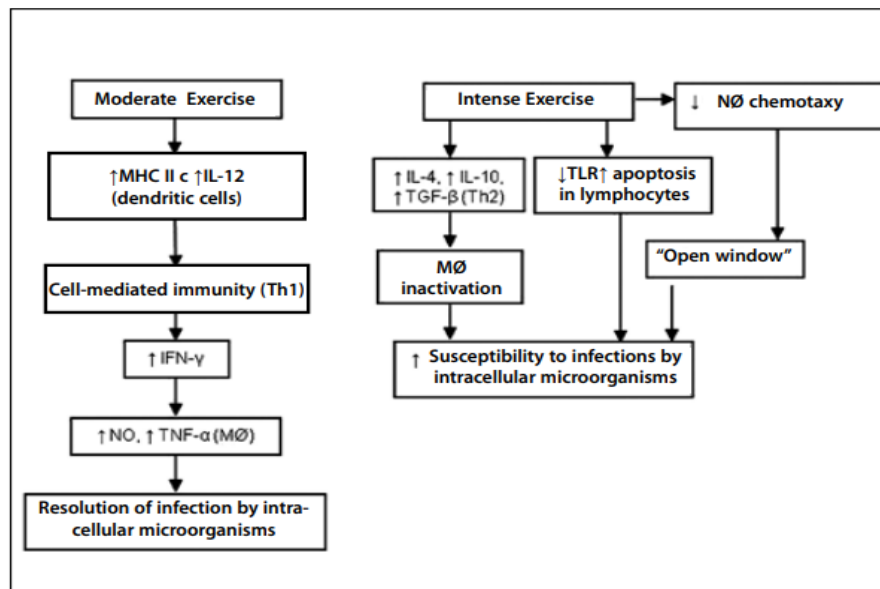 Moderate Exercise
↑MHC II c ↑IL-12
(dendritic cells)
Cell-mediated immunity (Th1)
↑IFN-γ
↑NO, ↑TNF-α(MØ)
Resolution of infection by intra-
cellular microorganisms
Intense Exercise
↓ NØ chemotaxy
↑IL-4, ↑IL-10,
↑TGF-β(Th2)
↓TLR↑ apoptosis
in lymphocytes
MØ
inactivation
“Open window”
↑ Susceptibility to infections by
intracellular microorganisms